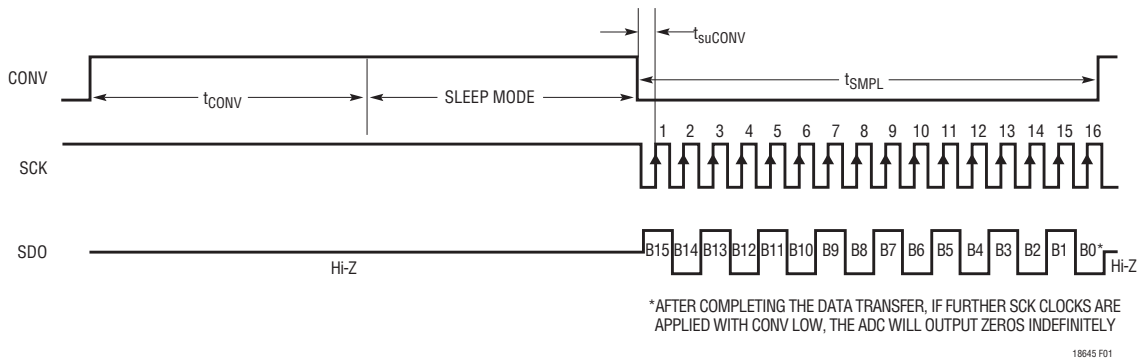 t_suCONV
CONV
t_CONV
SLEEP MODE
t_SMPL
1 2 3 4 5 6 7 8 9 10 11 12 13 14 15 16
SCK
SDO
Hi-Z
B15 B14 B13 B12 B11 B10 B9 B8 B7 B6 B5 B4 B3 B2 B1 B0*
Hi-Z
*AFTER COMPLETING THE DATA TRANSFER, IF FURTHER SCK CLOCKS ARE
APPLIED WITH CONV LOW, THE ADC WILL OUTPUT ZEROS INDEFINITELY
18645 F01